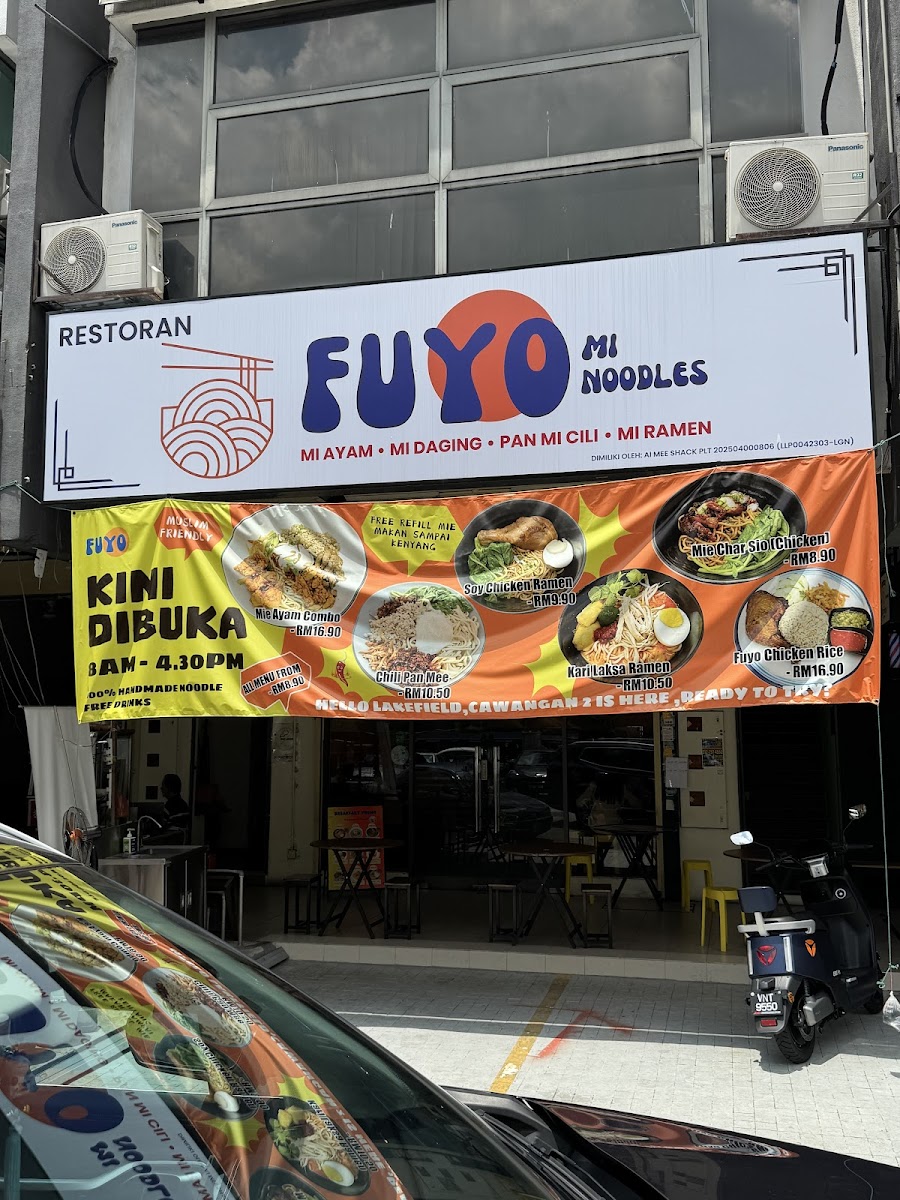 Panasonic
Panasonic
RESTORAN
FUYO
MI
NOODLES
MI AYAM • MI DAGING • PAN MI CILI • MI RAMEN
DIMILIKI OLEH: AI MEE SHACK PLT 202504000806 (LLP0042303-LGN)
FUYO
MUSLIM
FRIENDLY
KINI
DIBUKA
8AM - 4.30PM
100% HANDMADE NOODLE
FREE DRINKS
ALL MENU FROM
- RM8.90
Mie Ayam Combo
- RM16.90
FREE REFILL MIE
MAKAN SAMPAI
KENYANG
Chili Pan Mee
- RM10.50
Soy Chicken Ramen
- RM9.90
Kari Laksa Ramen
- RM10.50
Mie Char Sio (Chicken)
- RM8.90
Fuyo Chicken Rice
- RM16.90
HELLO LAKEFIELD, CAWANGAN 2 IS HERE, READY TO TRY?
VNT
9550